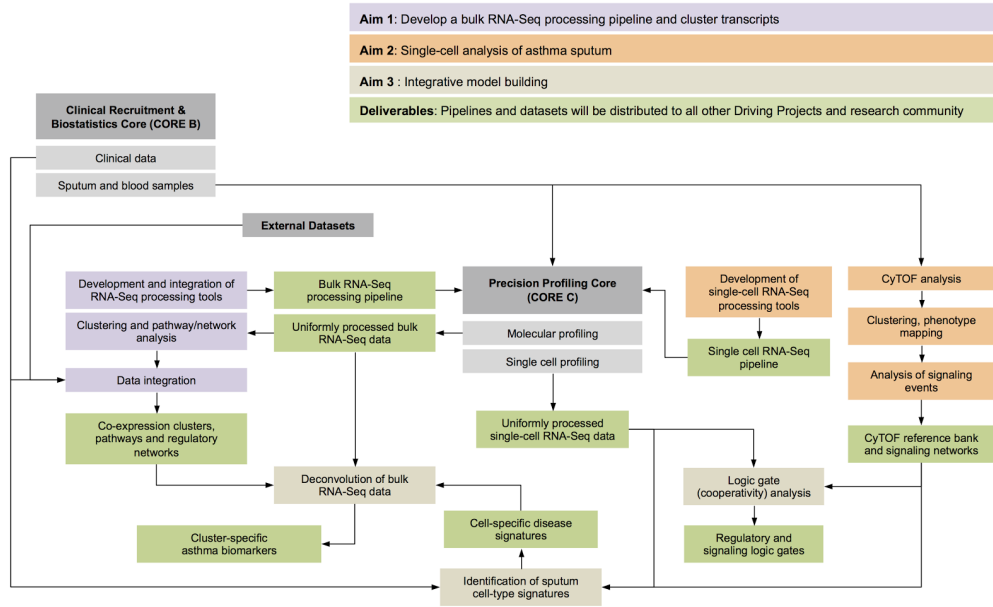 Aim 1: Develop a bulk RNA-Seq processing pipeline and cluster transcripts
Aim 2: Single-cell analysis of asthma sputum
Aim 3 : Integrative model building
Deliverables: Pipelines and datasets will be distributed to all other Driving Projects and research community
Clinical Recruitment &
Biostatistics Core (CORE B)
Clinical data
Sputum and blood samples
External Datasets
Development and integration of
RNA-Seq processing tools
Bulk RNA-Seq
processing pipeline
Precision Profiling Core
(CORE C)
Development of
single-cell RNA-Seq
processing tools
CyTOF analysis
Clustering and pathway/network
analysis
Uniformly processed bulk
RNA-Seq data
Molecular profiling
Single cell profiling
Single cell RNA-Seq
pipeline
Clustering, phenotype
mapping
Data integration
Analysis of signaling
events
Co-expression clusters,
pathways and regulatory
networks
Uniformly processed
single-cell RNA-Seq data
CyTOF reference bank
and signaling networks
Deconvolution of bulk
RNA-Seq data
Logic gate
(cooperativity) analysis
Cluster-specific
asthma biomarkers
Cell-specific disease
signatures
Regulatory and
signaling logic gates
Identification of sputum
cell-type signatures